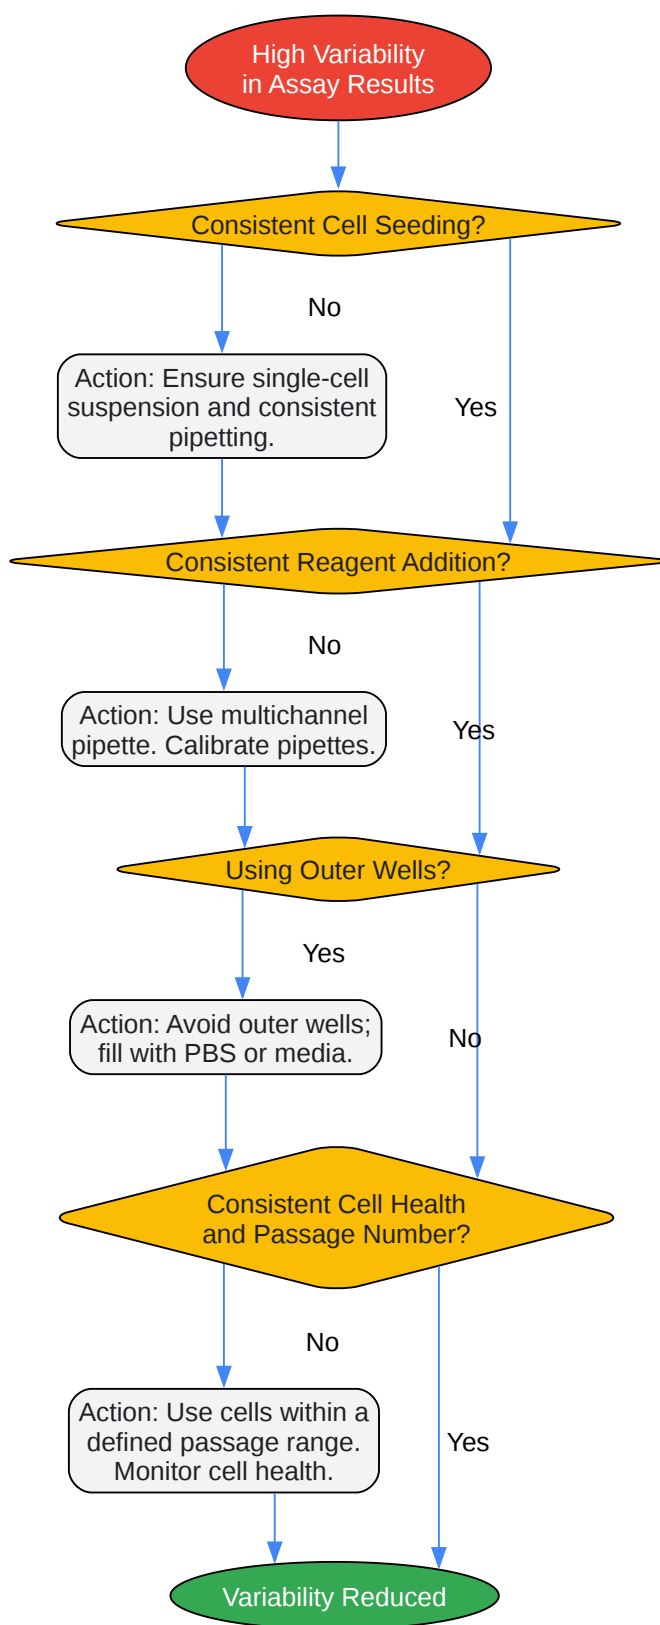 High Variability
in Assay Results
Consistent Cell Seeding?
No
Action: Ensure single-cell
suspension and consistent
pipetting.
Yes
Consistent Reagent Addition?
No
Action: Use multichannel
pipette. Calibrate pipettes.
Yes
Using Outer Wells?
Yes
Action: Avoid outer wells;
fill with PBS or media.
No
Consistent Cell Health
and Passage Number?
No
Action: Use cells within a
defined passage range.
Monitor cell health.
Yes
Variability Reduced